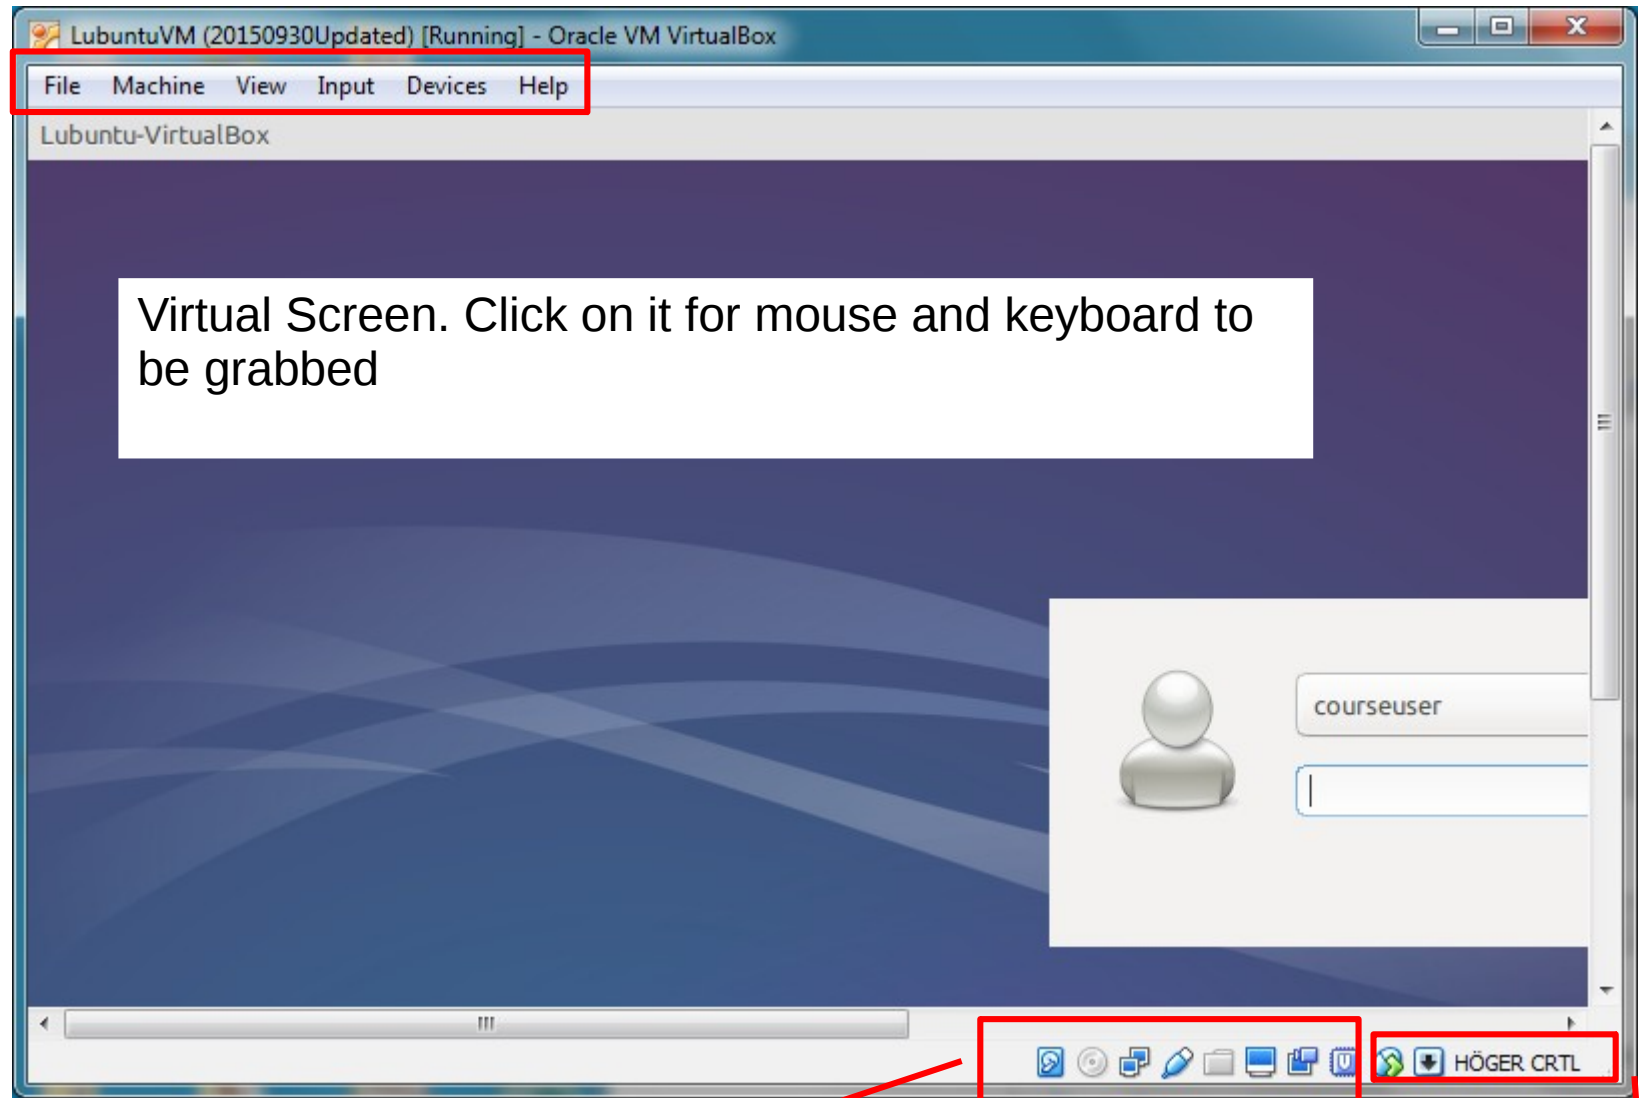 LubuntuVM (20150930Updated) [Running] - Oracle VM VirtualBox
File Machine View Input Devices Help
Lubuntu-VirtualBox
Virtual Screen. Click on it for mouse and keyboard to
be grabbed
courseuser
HÖGER CRTL